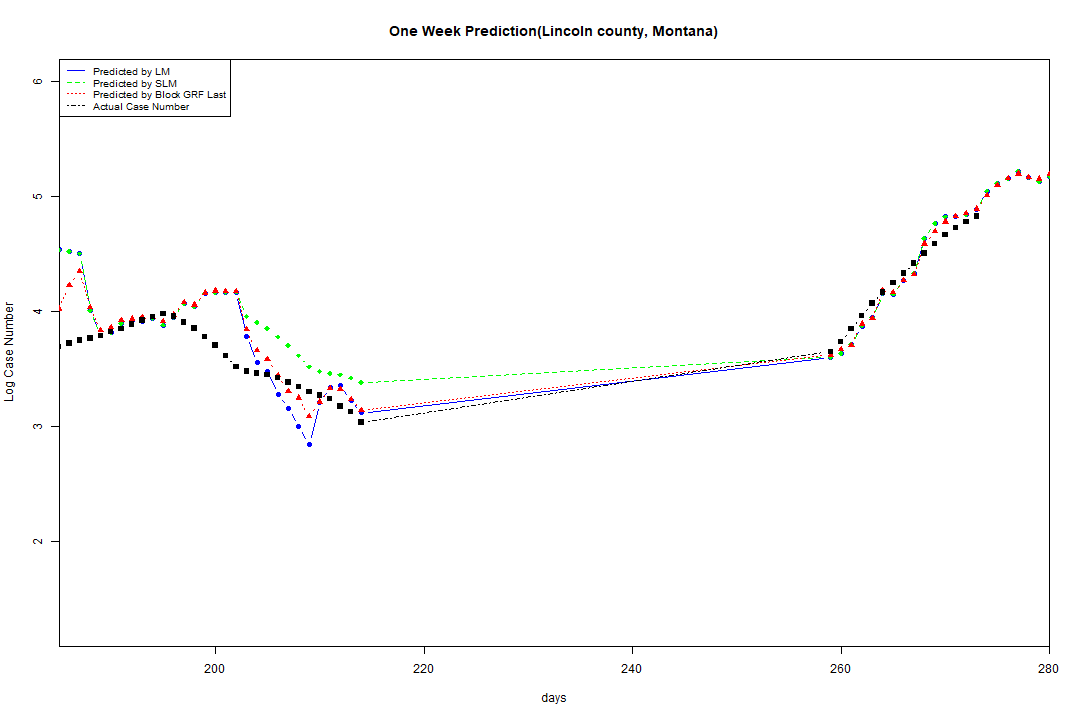 One Week Prediction(Lincoln county, Montana)
Predicted by LM
Predicted by SLM
Predicted by Block GRF Last
Actual Case Number
6
5
4
3
2
Log Case Number
200 220 240 260 280
days